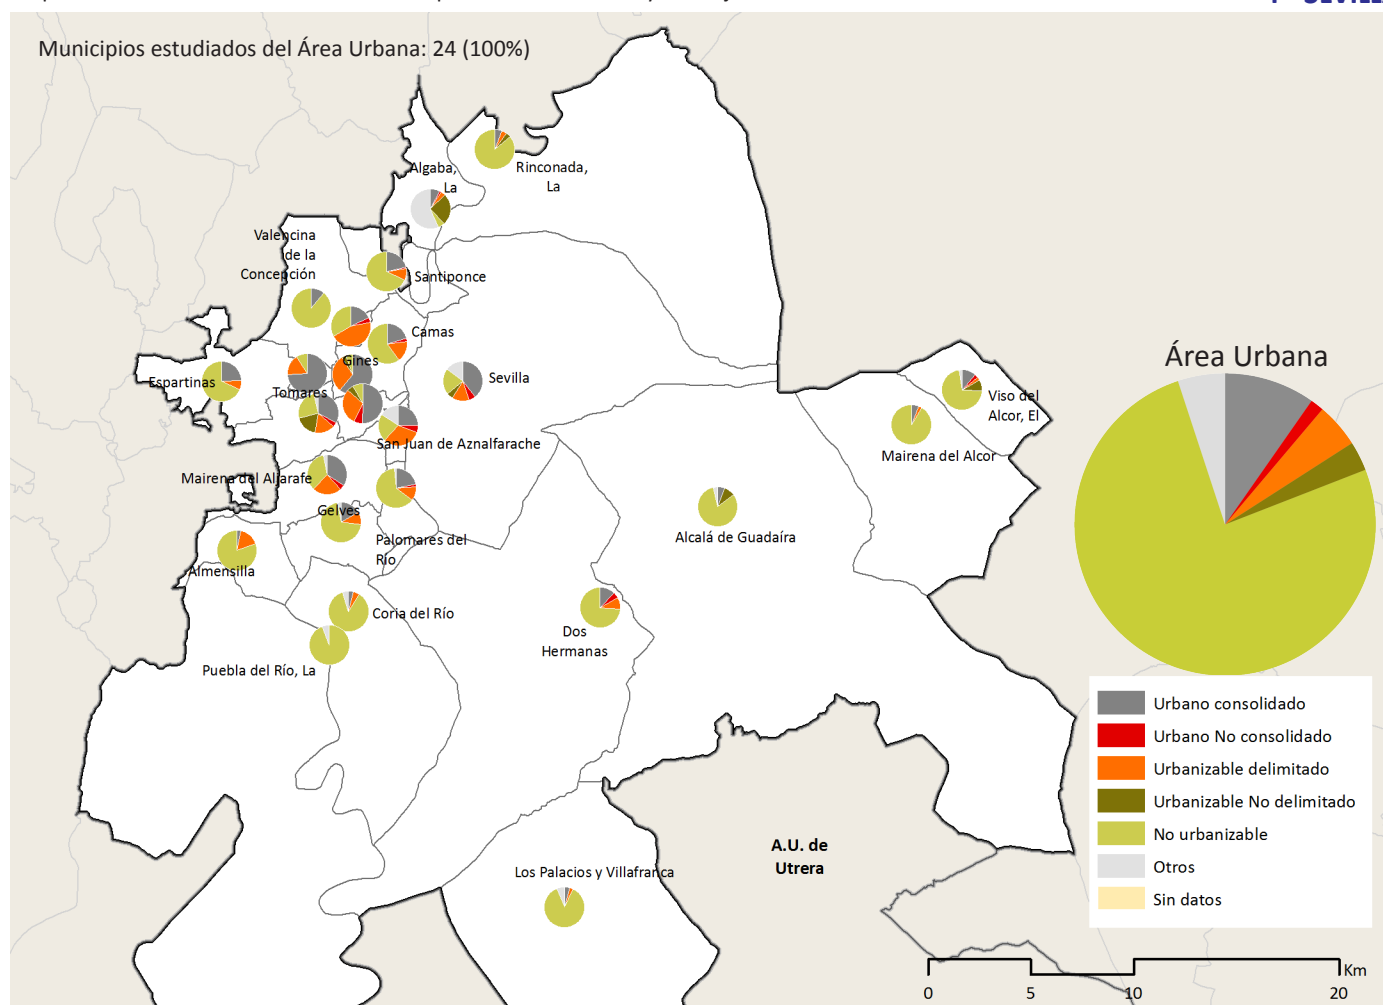 Municipios estudiados del Área Urbana: 24 (100%)
Rinconada,
La
Algaba,
La
Valencina
de la
Concepción
Santiponce
Camas
Gines
Espartinas
Tomares
Sevilla
San Juan de Aznalfarache
Mairena del Aljarafe
Gelves
Palomares del
Río
Almensilla
Coria del Río
Puebla del Río, La
Dos
Hermanas
Alcalá de Guadaíra
Mairena del Alcor
Viso del
Alcor, El
Los Palacios y Villafranca
A.U. de
Utrera
Área Urbana
Urbano consolidado
Urbano No consolidado
Urbanizable delimitado
Urbanizable No delimitado
No urbanizable
Otros
Sin datos
Km
0 5 10 20